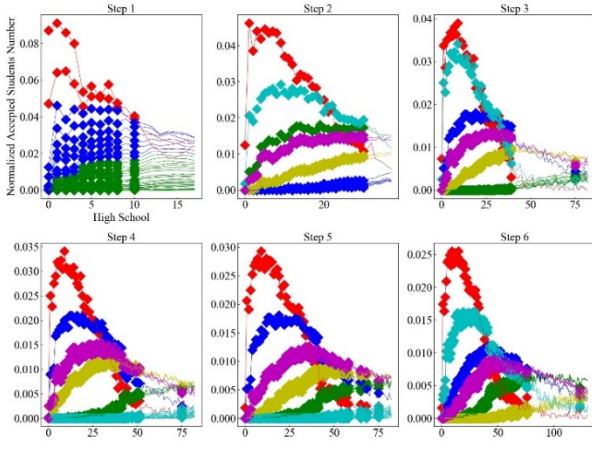 Step 1
Step 2
Step 3
Normalized Accepted Students Number
0.08
0.06
0.04
0.02
0.00
0 5 10 15
High School
0.04
0.03
0.02
0.01
0.00
0 20
0.04
0.03
0.02
0.01
0.00
0 25 50 75
Step 4
Step 5
Step 6
0.035
0.030
0.025
0.020
0.015
0.010
0.005
0.000
0 25 50 75
0.030
0.025
0.020
0.015
0.010
0.005
0.000
0 25 50 75
0.025
0.020
0.015
0.010
0.005
0.000
0 50 100